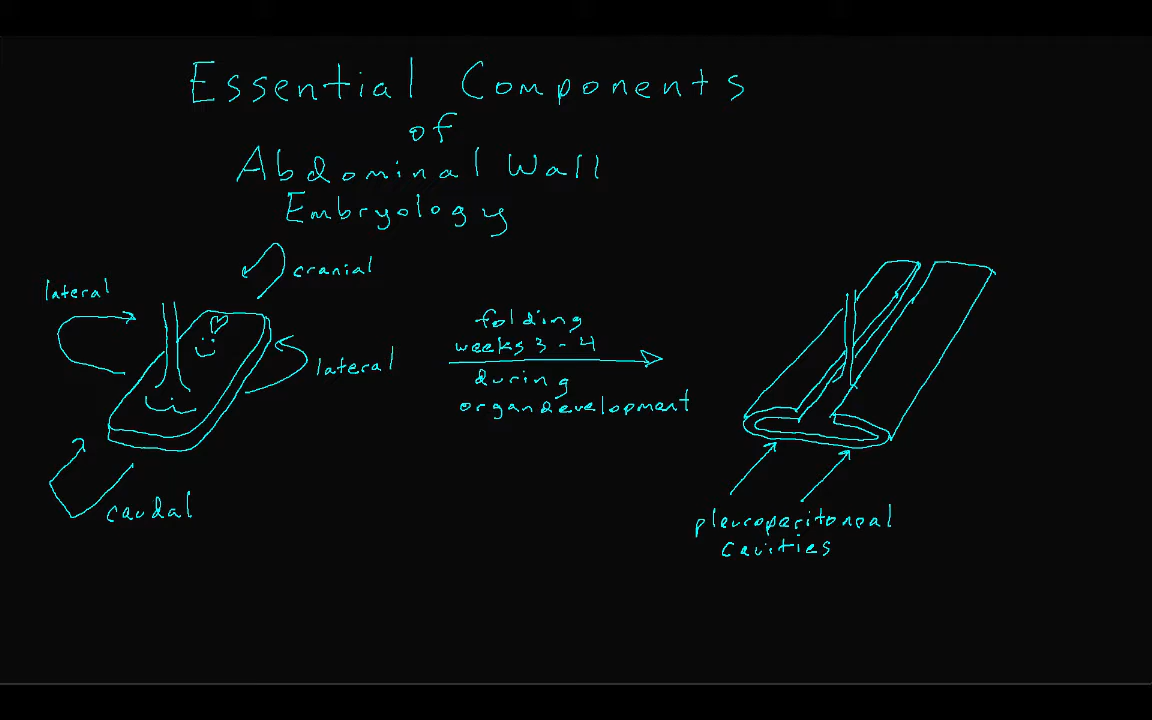 Essential Components
of
Abdominal Wall
Embryology
cranial
lateral
lateral
caudal
folding
weeks 3 - 4
during
organ development
pleuroperitoneal
cavities